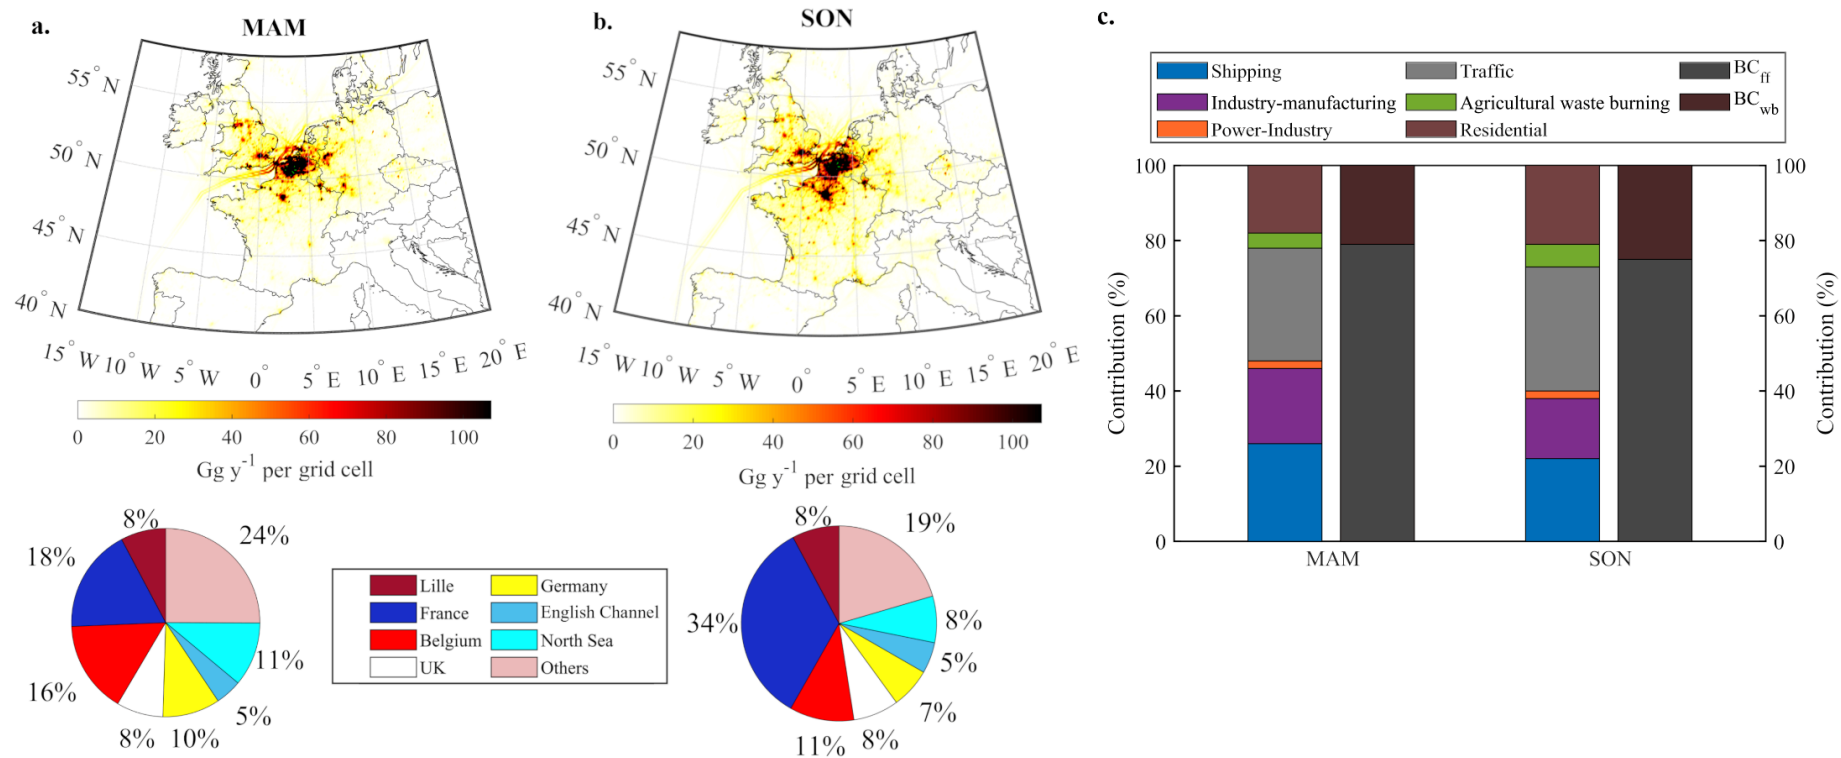 a.
MAM
55° N
50° N
45° N
40° N
15° W 10° W 5° W 0° 5° E 10° E 15° E 20° E
0 20 40 60 80 100
Gg y-1 per grid cell
b.
SON
55° N
50° N
45° N
40° N
15° W 10° W 5° W 0° 5° E 10° E 15° E 20° E
0 20 40 60 80 100
Gg y-1 per grid cell
8%
24%
18%
11%
16%
5%
8%
10%
Lille
Germany
France
English Channel
Belgium
North Sea
UK
Others
8%
19%
34%
8%
5%
7%
11%
8%
c.
Shipping
Traffic
BCff
Industry-manufacturing
Agricultural waste burning
BCwb
Power-Industry
Residential
100
80
60
40
20
0
Contribution (%)
MAM
SON
100
80
60
40
20
0
Contribution (%)